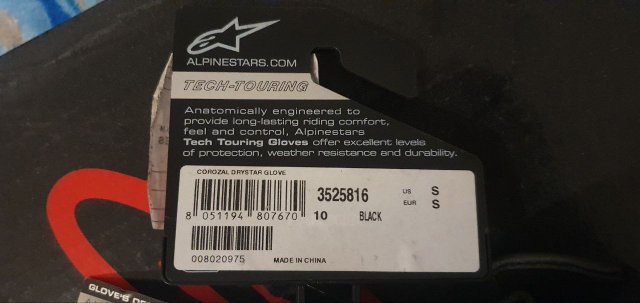 ALPINESTARS.COM
TECH-TOURING
Anatomically engineered to
provide long-lasting riding comfort,
feel and control, Alpinestars
Tech Touring Gloves offer excellent levels
of protection, weather resistance and durability.
COROZAL DRYSTAR GLOVE
3525816 US S
EUR S
8 051194 807670 10 BLACK
008020975 MADE IN CHINA
GLOVE'S